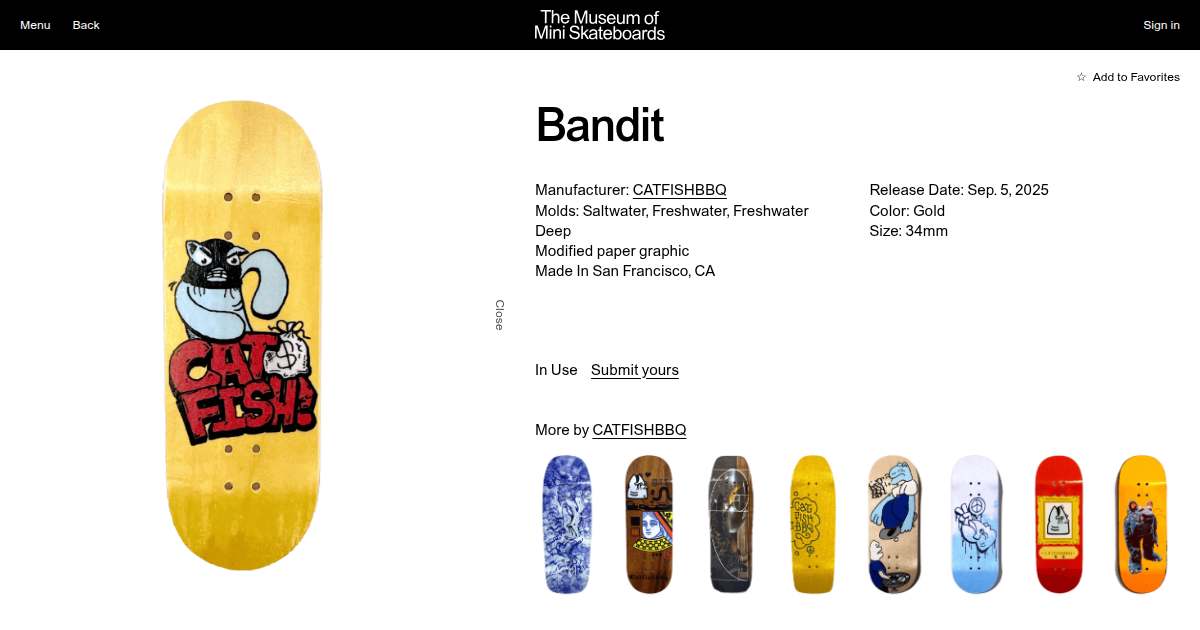 Menu
Back
The Museum of
Mini Skateboards
Sign in
☆ Add to Favorites
CAT
$
FISH!
Close
Bandit
Manufacturer: CATFISHBBQ
Molds: Saltwater, Freshwater, Freshwater
Deep
Modified paper graphic
Made In San Francisco, CA
Release Date: Sep. 5, 2025
Color: Gold
Size: 34mm
In Use
Submit yours
More by CATFISHBBQ